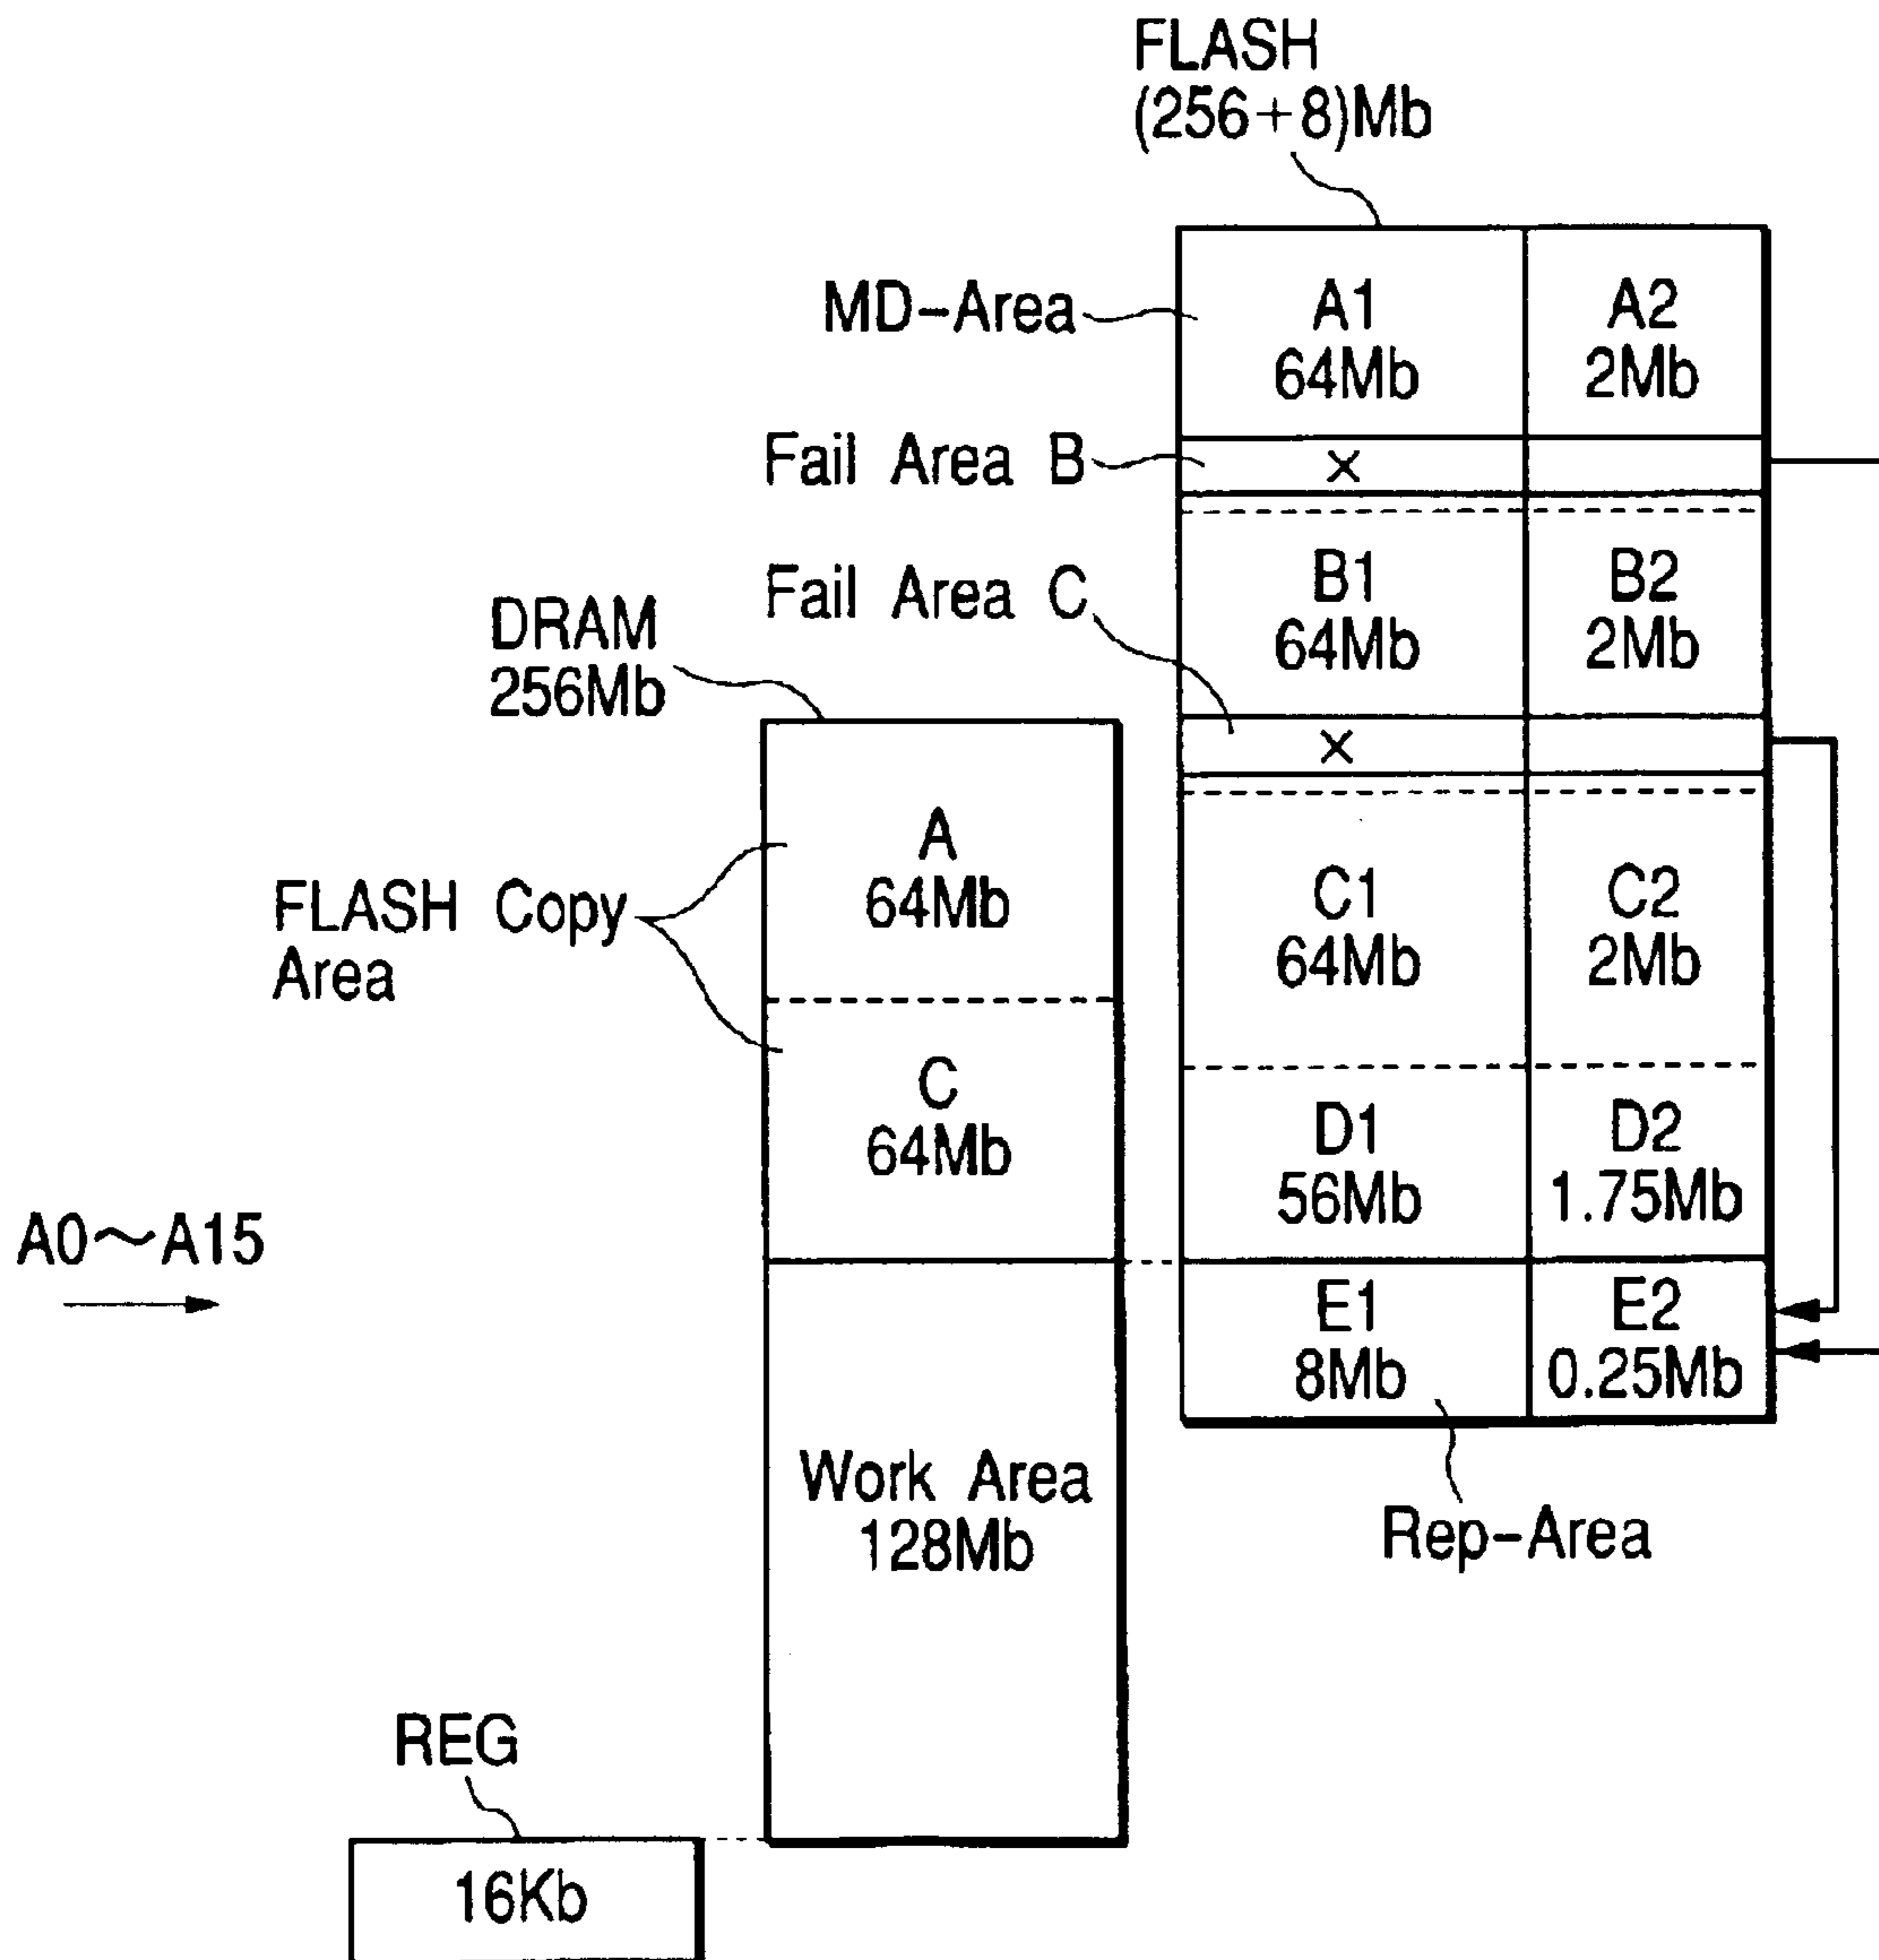 FLASH
(256+8)Mb
MD-Area
A1
64Mb
A2
2Mb
Fail Area B
×
Fail Area C
B1
64Mb
B2
2Mb
DRAM
256Mb
×
A
64Mb
FLASH Copy
Area
C1
64Mb
C2
2Mb
C
64Mb
D1
56Mb
D2
1.75Mb
A0～A15
E1
8Mb
E2
0.25Mb
Work Area
128Mb
Rep-Area
REG
16Kb